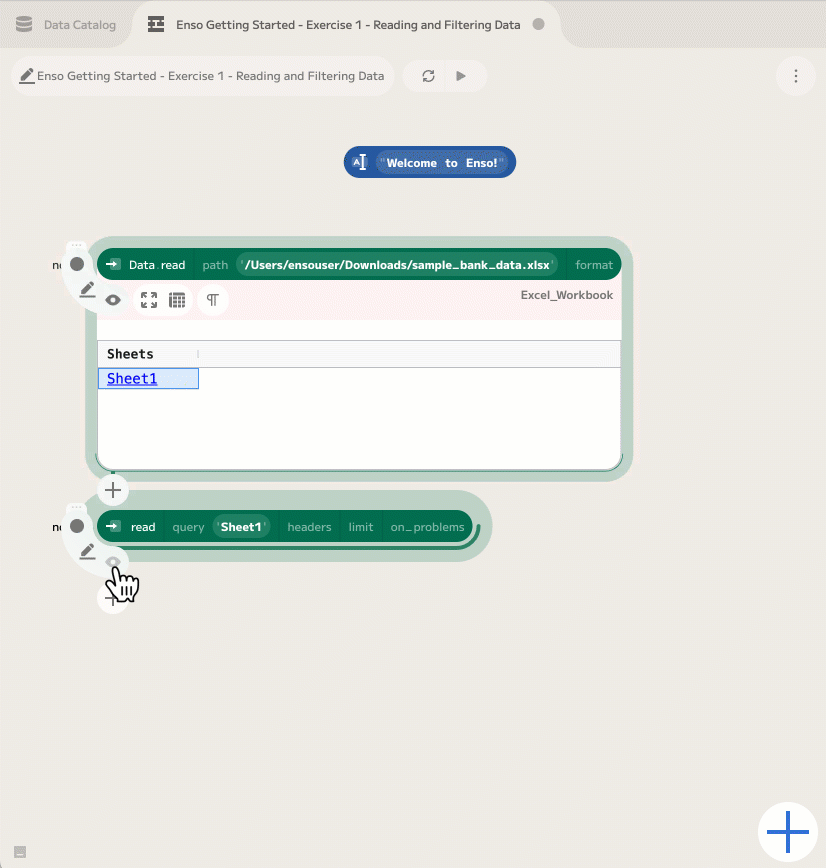 Data Catalog
Enso Getting Started - Exercise 1 - Reading and Filtering Data
Enso Getting Started - Exercise 1 - Reading and Filtering Data
"Welcome to Enso!"
Data read path '/Users/ensouser/Downloads/sample_bank_data.xlsx' format
Excel_Workbook
Sheets
Sheet1
read query 'Sheet1' headers limit on_problems